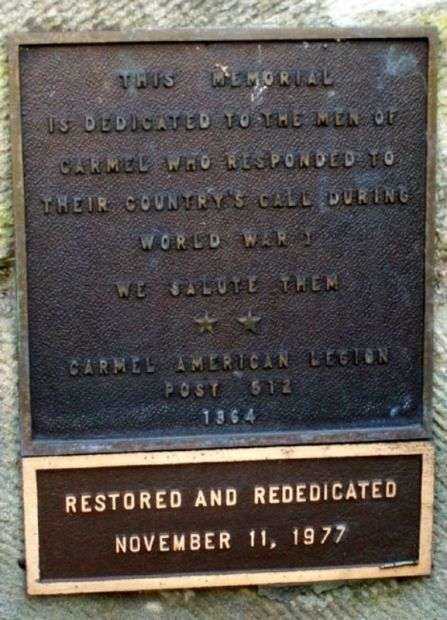 THIS MEMORIAL
IS DEDICATED TO THE MEN OF
CARMEL WHO RESPONDED TO
THEIR COUNTRY'S CALL DURING
WORLD WAR I
WE SALUTE THEM
CARMEL AMERICAN LEGION
POST 512
1964
RESTORED AND REDEDICATED
NOVEMBER 11, 1977